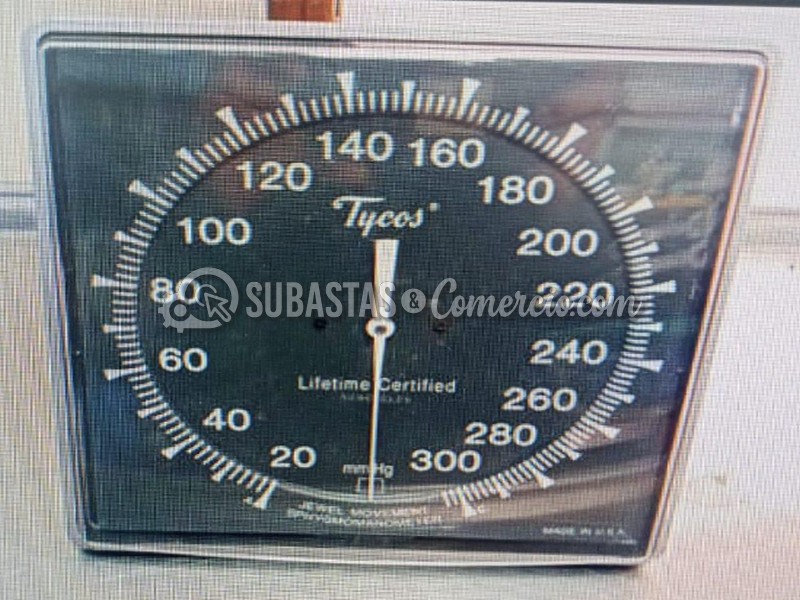 140 160
120 180
Tycos®
100 200
80 220
SUBASTAS&Comercio.com
60 240
Lifetime Certified
40 260
280
20 mmHg 300
JEWEL MOVEMENT
SPHYGMOMANOMETER
MADE IN U.S.A.